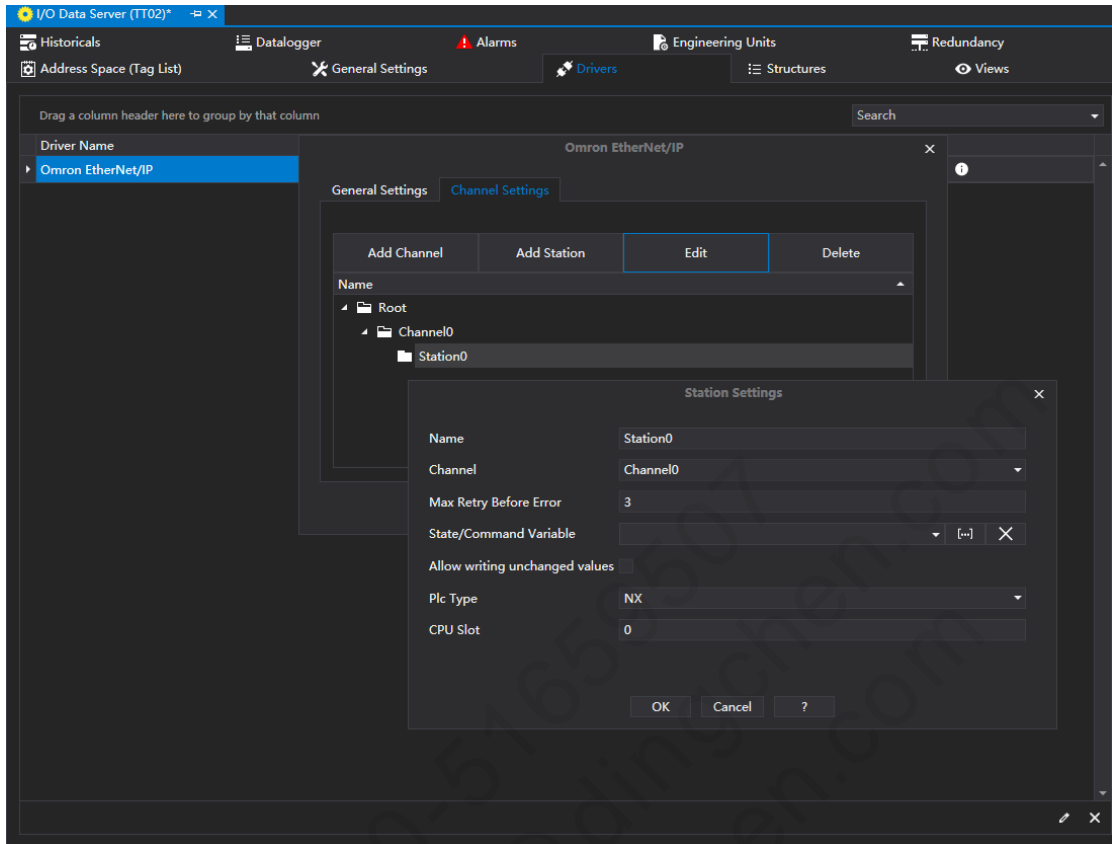 I/O Data Server (TT02)*
Historicals Datalogger Alarms Engineering Units Redundancy
Address Space (Tag List) General Settings Drivers Structures Views
Drag a column header here to group by that column Search
Driver Name
Omron EtherNet/IP
Omron EtherNet/IP
General Settings Channel Settings
Add Channel Add Station Edit Delete
Name
Root
Channel0
Station0
Station Settings
Name Station0
Channel Channel0
Max Retry Before Error 3
State/Command Variable
Allow writing unchanged values
Plc Type NX
CPU Slot 0
OK Cancel ?